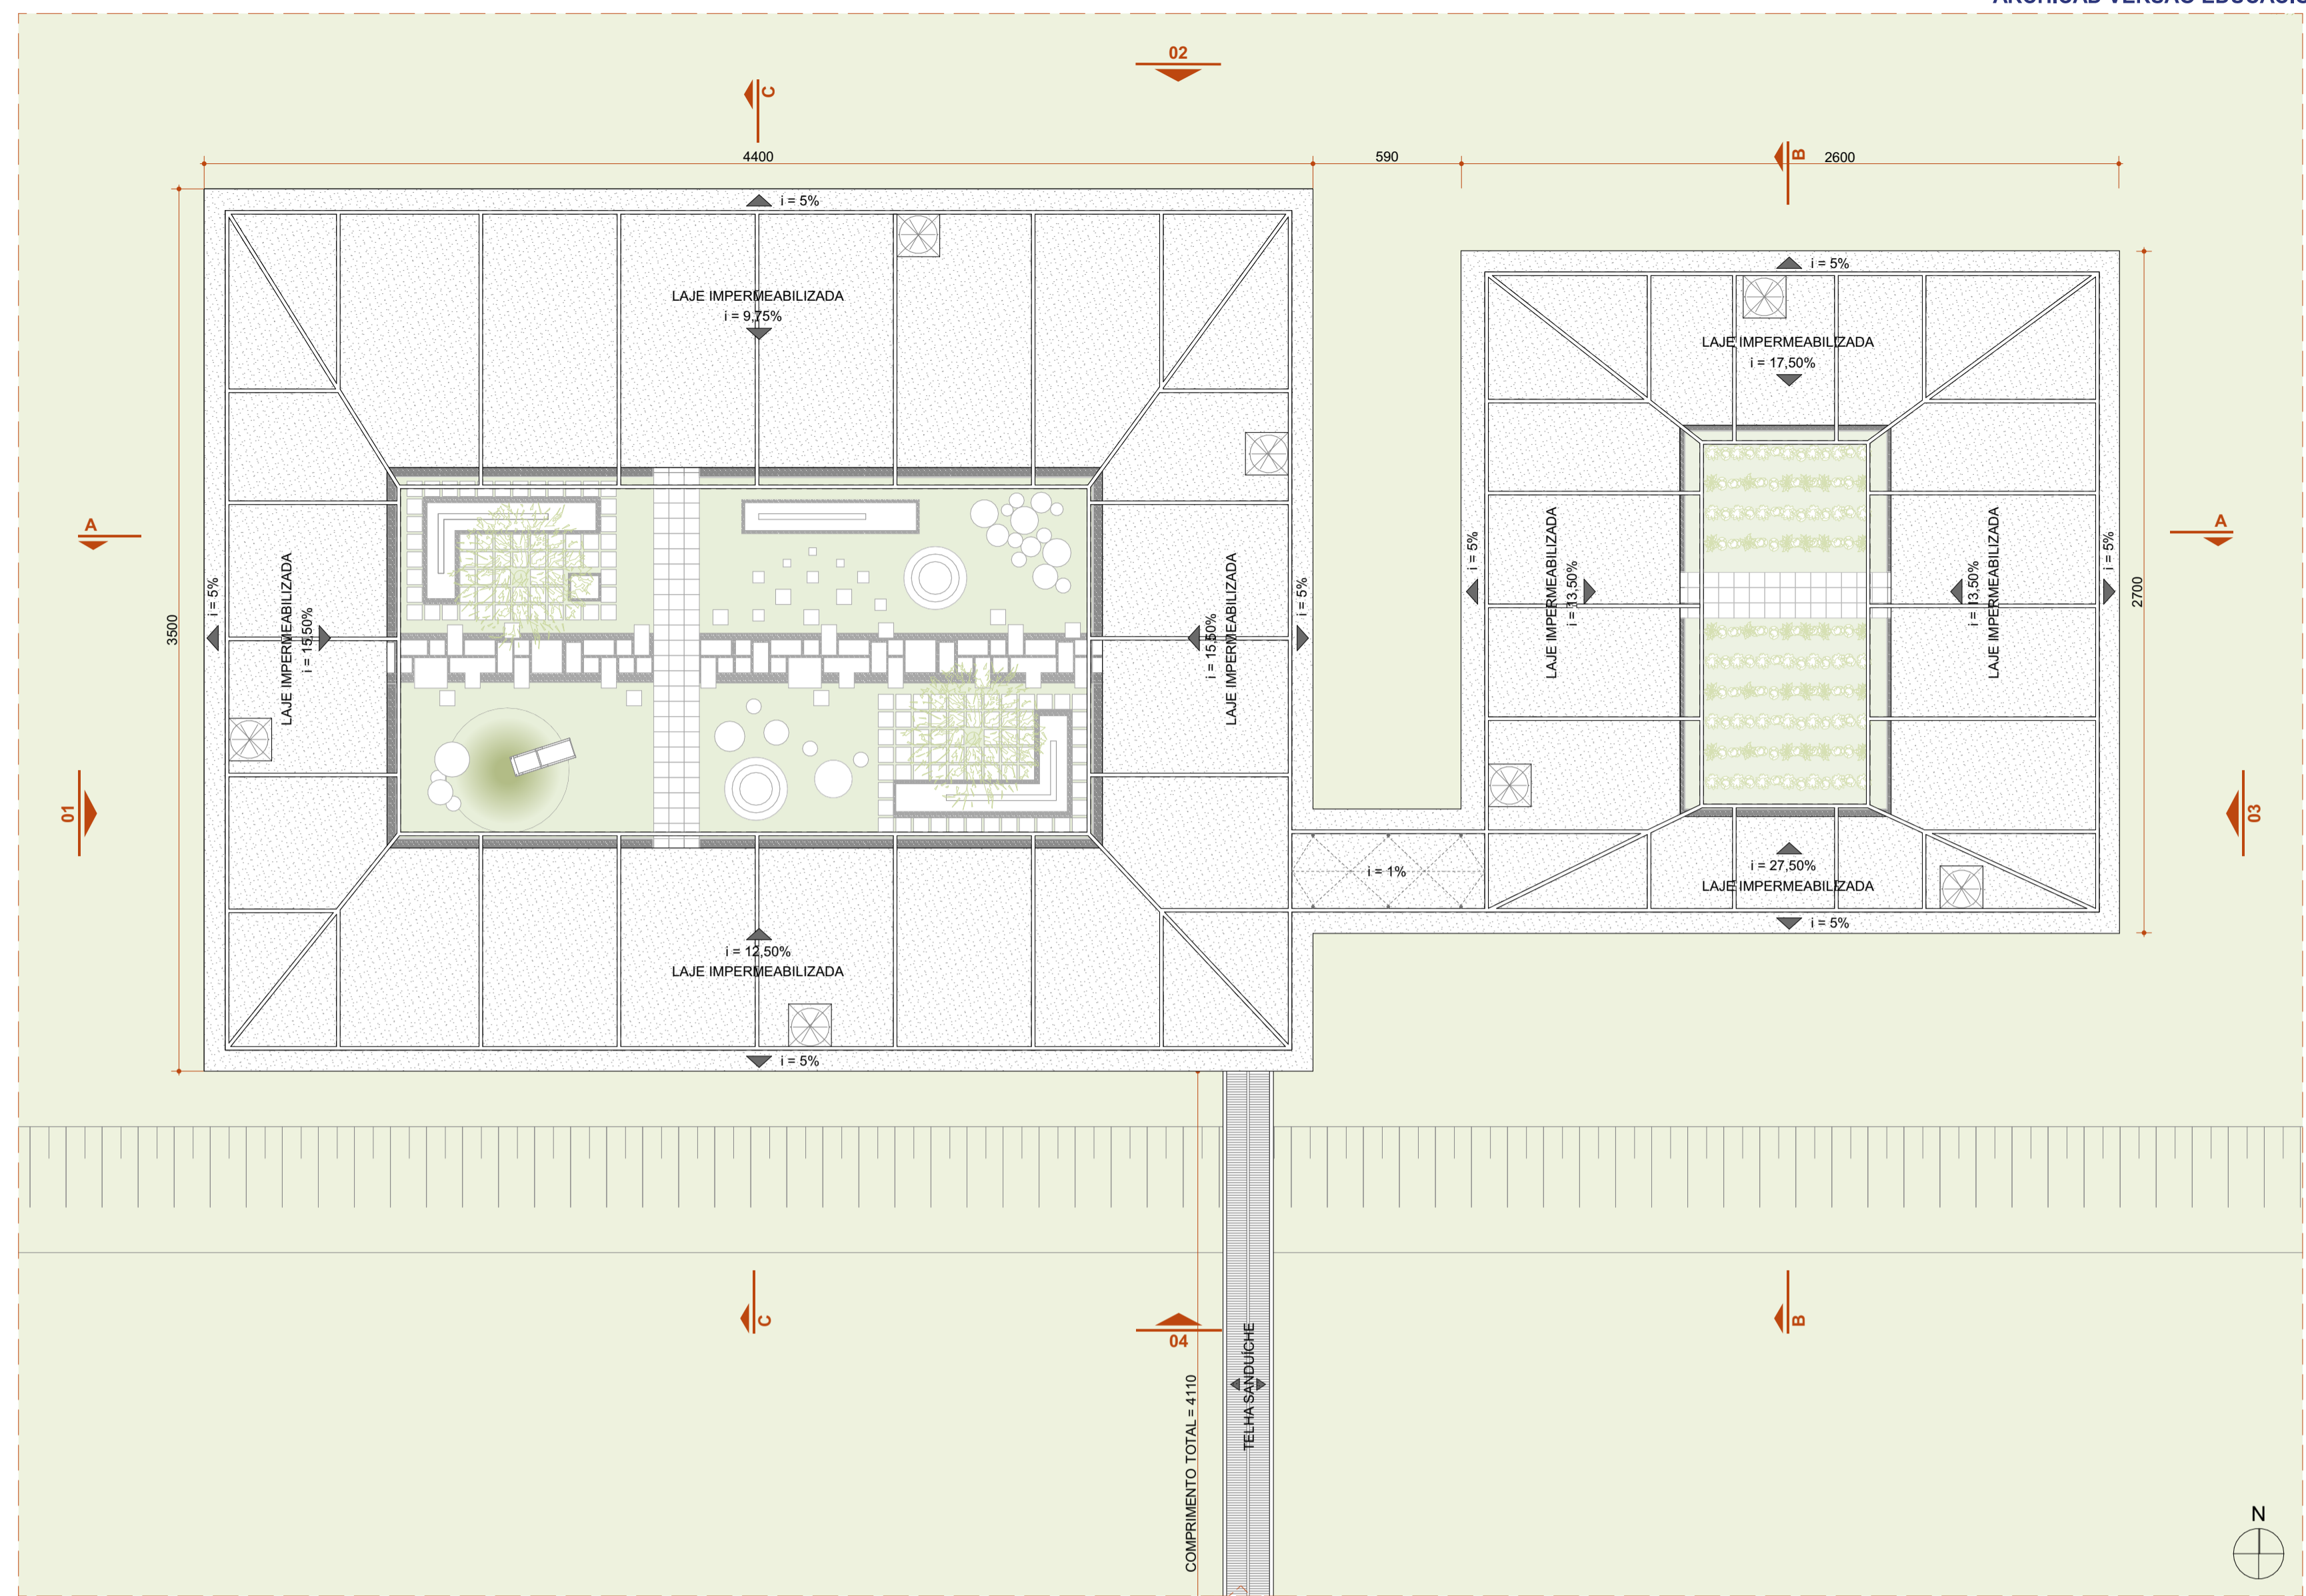 02
C
4400
590
B
2600
i = 5%
i = 5%
LAJE IMPERMEABILIZADA
i = 9,75%
LAJE IMPERMEABILIZADA
i = 17,50%
A
A
3500
i = 5%
LAJE IMPERMEABILIZADA
i = 15,50%
i = 15,50%
LAJE IMPERMEABILIZADA
i = 5%
i = 5%
LAJE IMPERMEABILIZADA
i = 13,50%
i = 13,50%
LAJE IMPERMEABILIZADA
i = 5%
2700
01
03
i = 1%
i = 27,50%
LAJE IMPERMEABILIZADA
i = 5%
i = 12,50%
LAJE IMPERMEABILIZADA
i = 5%
C
04
B
TELHA SANDUÍCHE
COMPRIMENTO TOTAL = 4110
N